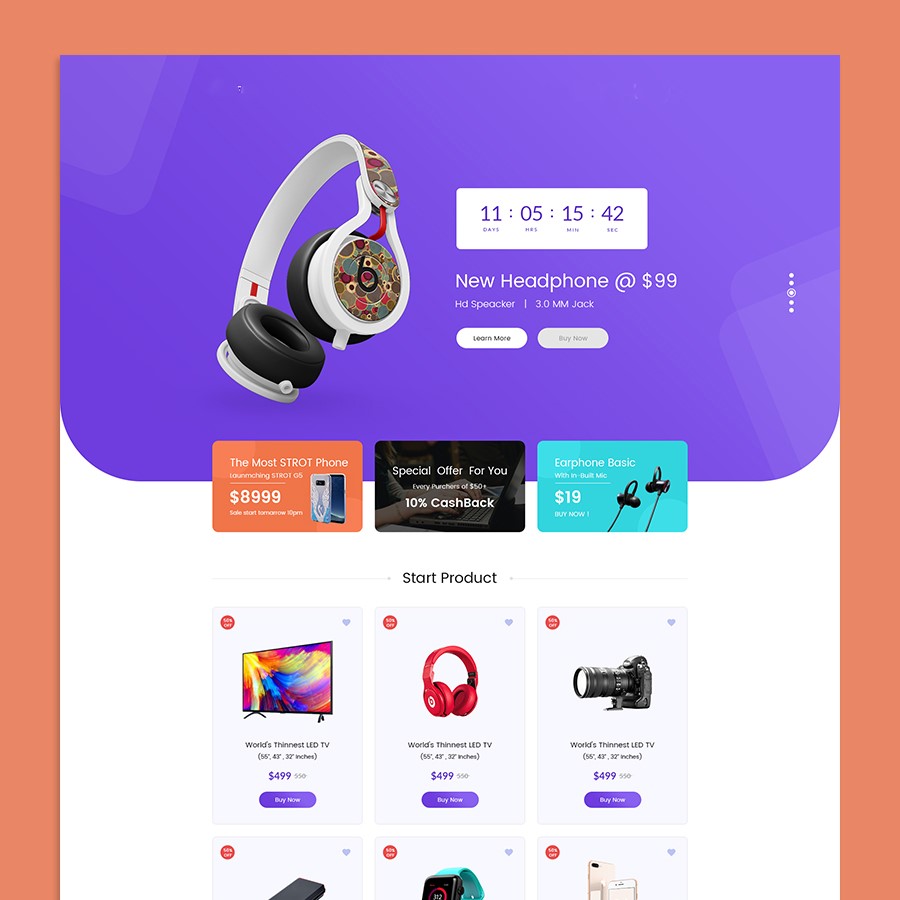 11 : 05 : 15 : 42
DAYS HRS MIN SEC
New Headphone @ $99
Hd Speacker | 3.0 MM Jack
Learn More
Buy Now
The Most STROT Phone
Launmching STROT G5
$8999
Sale start tomorrow 10pm
Special Offer For You
Every Purchers of $50+
10% CashBack
Earphone Basic
With in-Built Mic
$19
BUY NOW !
Start Product
50%
OFF
World's Thinnest LED TV
(55", 43" , 32" Inches)
$499 550
Buy Now
50%
OFF
World's Thinnest LED TV
(55", 43" , 32" Inches)
$499 550
Buy Now
50%
OFF
World's Thinnest LED TV
(55", 43" , 32" Inches)
$499 550
Buy Now
50%
OFF
50%
OFF
3:12
50%
OFF